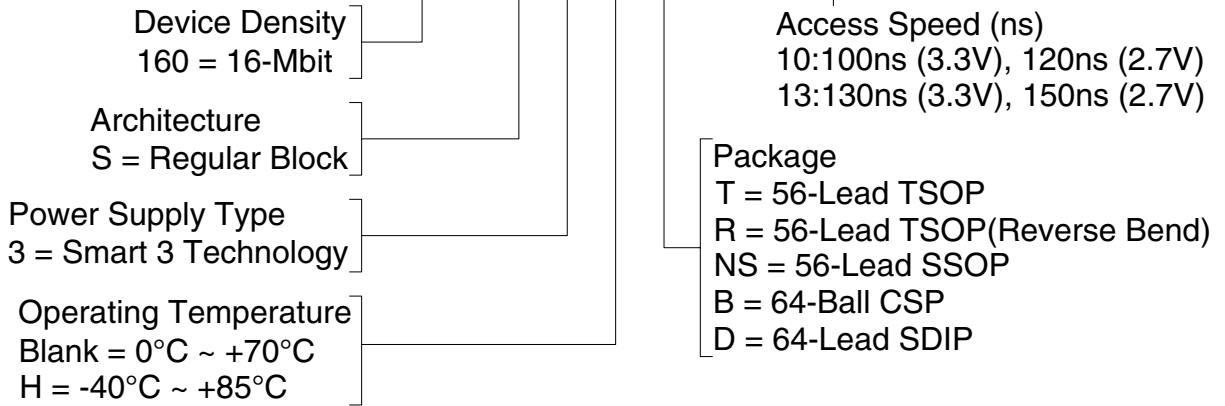 Device Density
160 = 16-Mbit
Architecture
S = Regular Block
Power Supply Type
3 = Smart 3 Technology
Operating Temperature
Blank = 0°C ~ +70°C
H = -40°C ~ +85°C
Access Speed (ns)
10:100ns (3.3V), 120ns (2.7V)
13:130ns (3.3V), 150ns (2.7V)
Package
T = 56-Lead TSOP
R = 56-Lead TSOP(Reverse Bend)
NS = 56-Lead SSOP
B = 64-Ball CSP
D = 64-Lead SDIP